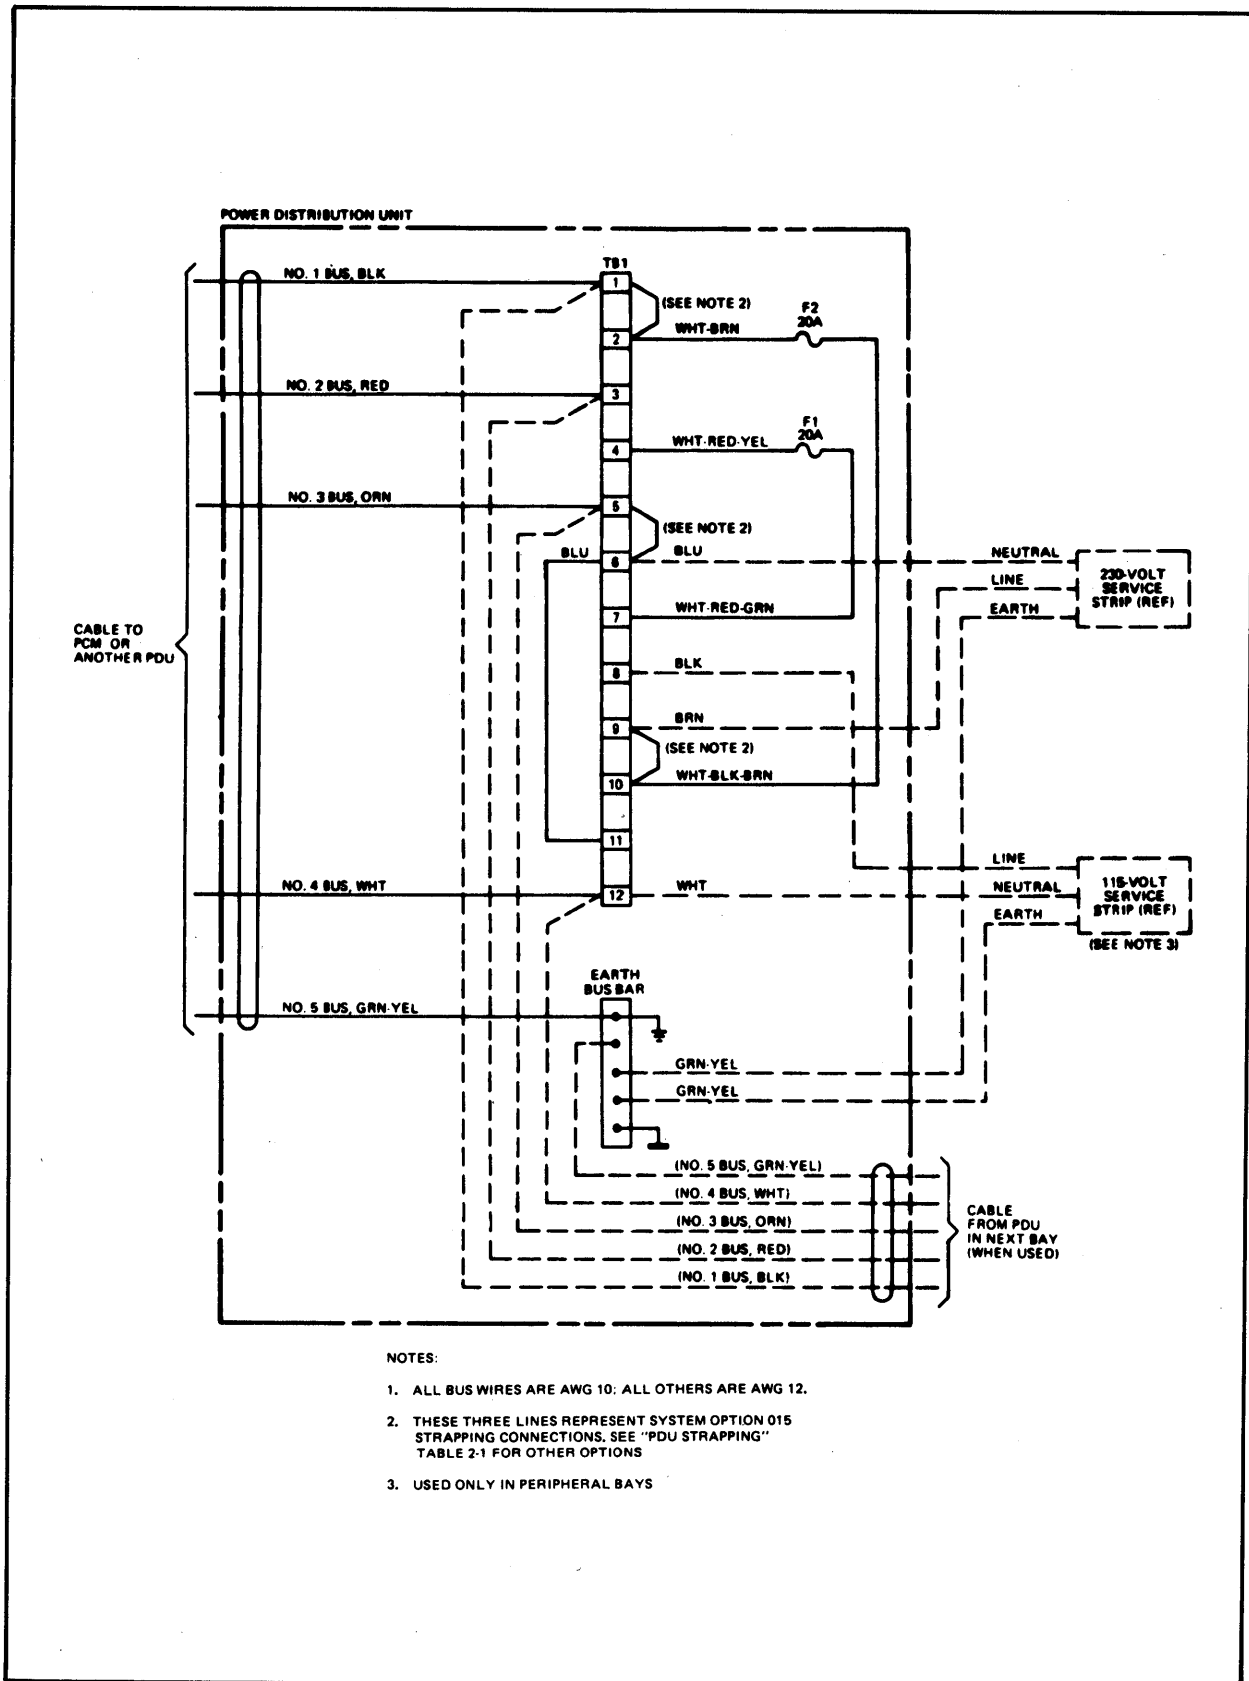 POWER DISTRIBUTION UNIT
TB1
NO. 1 BUS, BLK
1
(SEE NOTE 2)
F2
20A
WHT-BRN
2
NO. 2 BUS, RED
3
F1
20A
WHT-RED-YEL
4
NO. 3 BUS, ORN
5
(SEE NOTE 2)
BLU
6
BLU
NEUTRAL
LINE
EARTH
230-VOLT
SERVICE
STRIP (REF)
WHT-RED-GRN
7
CABLE TO
PCM OR
ANOTHER PDU
BLK
8
BRN
9
(SEE NOTE 2)
WHT-BLK-BRN
10
11
LINE
NEUTRAL
EARTH
115-VOLT
SERVICE
STRIP (REF)
(SEE NOTE 3)
NO. 4 BUS, WHT
12
WHT
EARTH
BUS BAR
NO. 5 BUS, GRN-YEL
GRN-YEL
GRN-YEL
(NO. 5 BUS, GRN-YEL)
(NO. 4 BUS, WHT)
(NO. 3 BUS, ORN)
(NO. 2 BUS, RED)
(NO. 1 BUS, BLK)
CABLE
FROM PDU
IN NEXT BAY
(WHEN USED)
NOTES:
1. ALL BUS WIRES ARE AWG 10; ALL OTHERS ARE AWG 12.
2. THESE THREE LINES REPRESENT SYSTEM OPTION 015
STRAPPING CONNECTIONS. SEE "PDU STRAPPING"
TABLE 2-1 FOR OTHER OPTIONS
3. USED ONLY IN PERIPHERAL BAYS